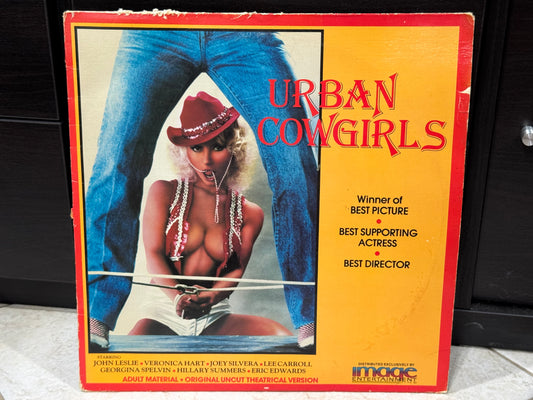 URBAN
COWGIRLS
Winner of
BEST PICTURE
•
BEST SUPPORTING
ACTRESS
•
BEST DIRECTOR
STARRING
JOHN LESLIE • VERONICA HART • JOEY SILVERA • LEE CARROLL
GEORGINA SPELVIN • HILLARY SUMMERS • ERIC EDWARDS
ADULT MATERIAL • ORIGINAL UNCUT THEATRICAL VERSION
DISTRIBUTED EXCLUSIVELY BY
image
ENTERTAINMENT